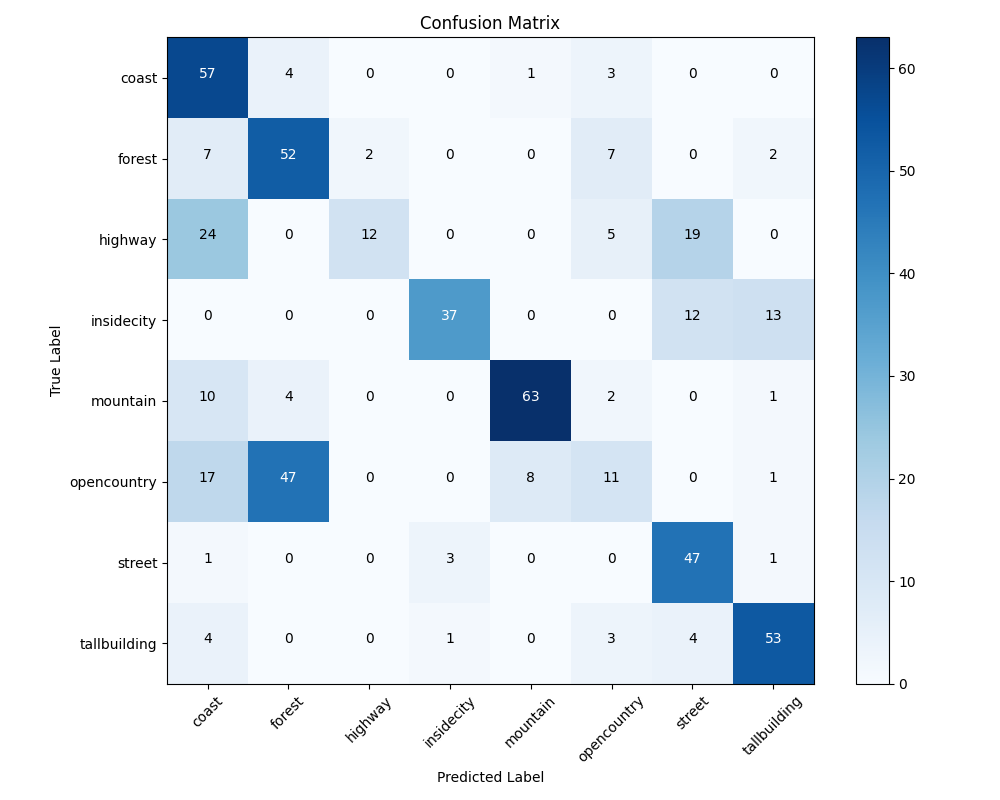 Confusion Matrix
coast 57 4 0 0 1 3 0 0
forest 7 52 2 0 0 7 0 2
highway 24 0 12 0 0 5 19 0
insidecity 0 0 0 37 0 0 12 13
mountain 10 4 0 0 63 2 0 1
opencountry 17 47 0 0 8 11 0 1
street 1 0 0 3 0 0 47 1
tallbuilding 4 0 0 1 0 3 4 53
coast forest highway insidecity mountain opencountry street tallbuilding
Predicted Label
True Label
60
50
40
30
20
10
0